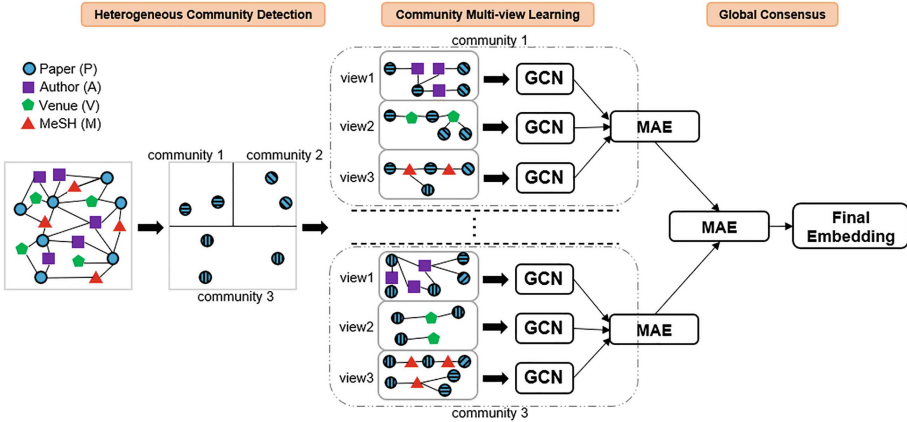 Heterogeneous Community Detection
Community Multi-view Learning
Global Consensus
Paper (P)
Author (A)
Venue (V)
MeSH (M)
community 1
community 2
community 3
community 1
view1
GCN
view2
GCN
view3
GCN
MAE
MAE
Final
Embedding
view1
GCN
view2
GCN
view3
GCN
MAE
community 3